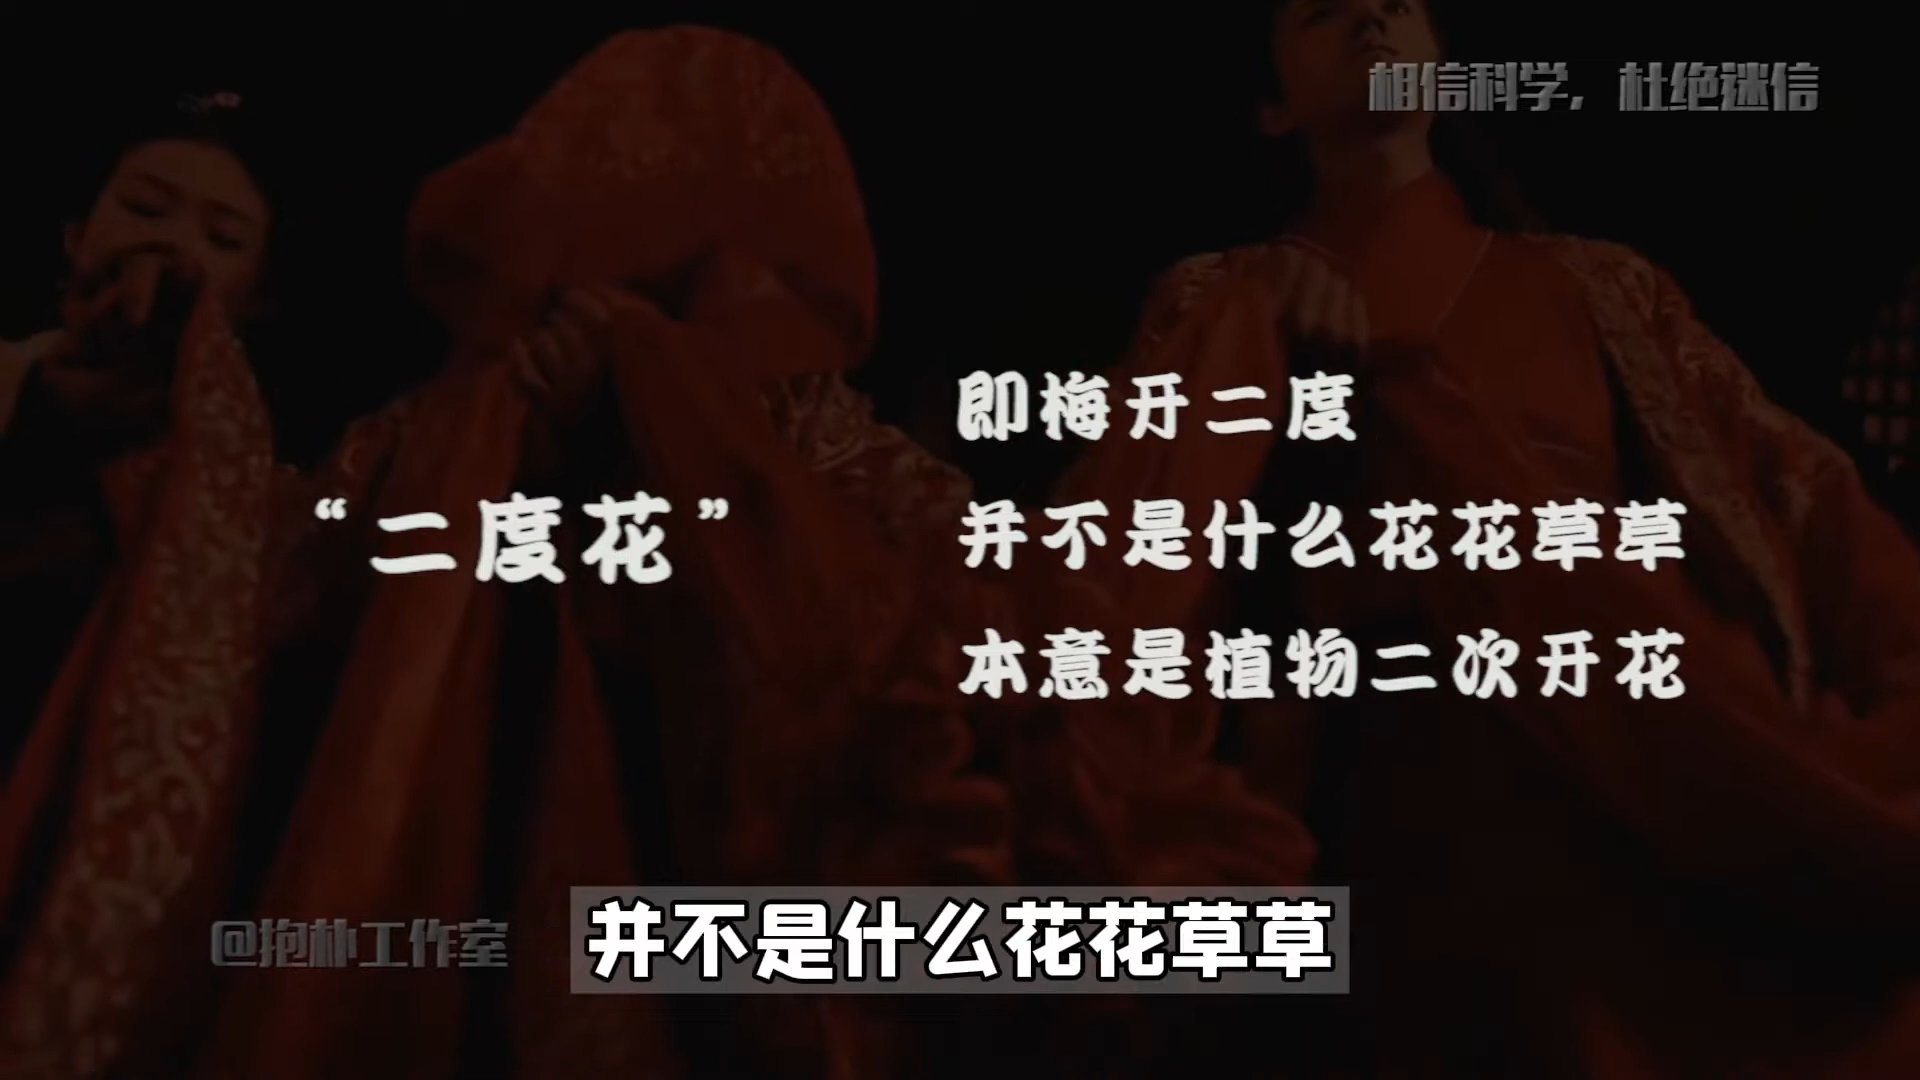 相信科学，杜绝迷信
即梅开二度
“二度花”
并不是什么花花草草
本意是植物二次开花
@抱朴工作室
并不是什么花花草草